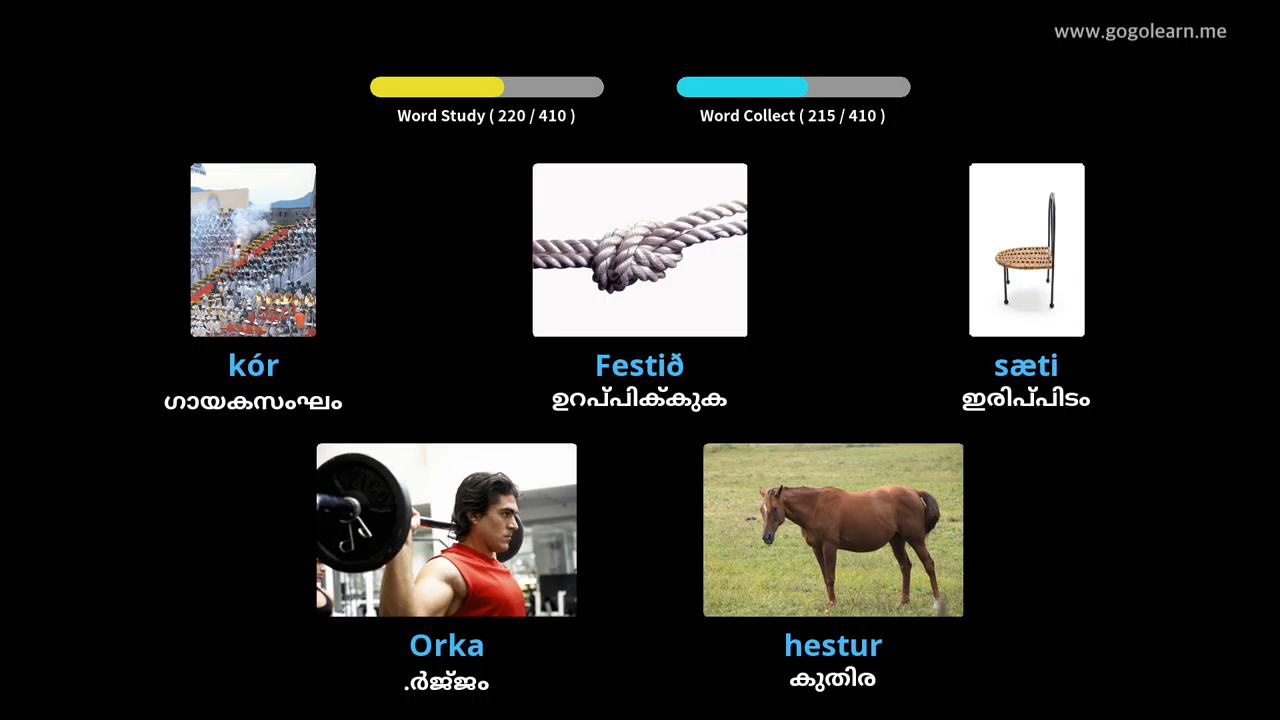 www.gogolearn.me
Word Study ( 220 / 410 )
Word Collect ( 215 / 410 )
kór
ഗായകസംഘം
Festið
ഉറപ്പിക്കുക
sæti
ഇരിപ്പിടം
Orka
.ർജ്ജം
hestur
കുതിര